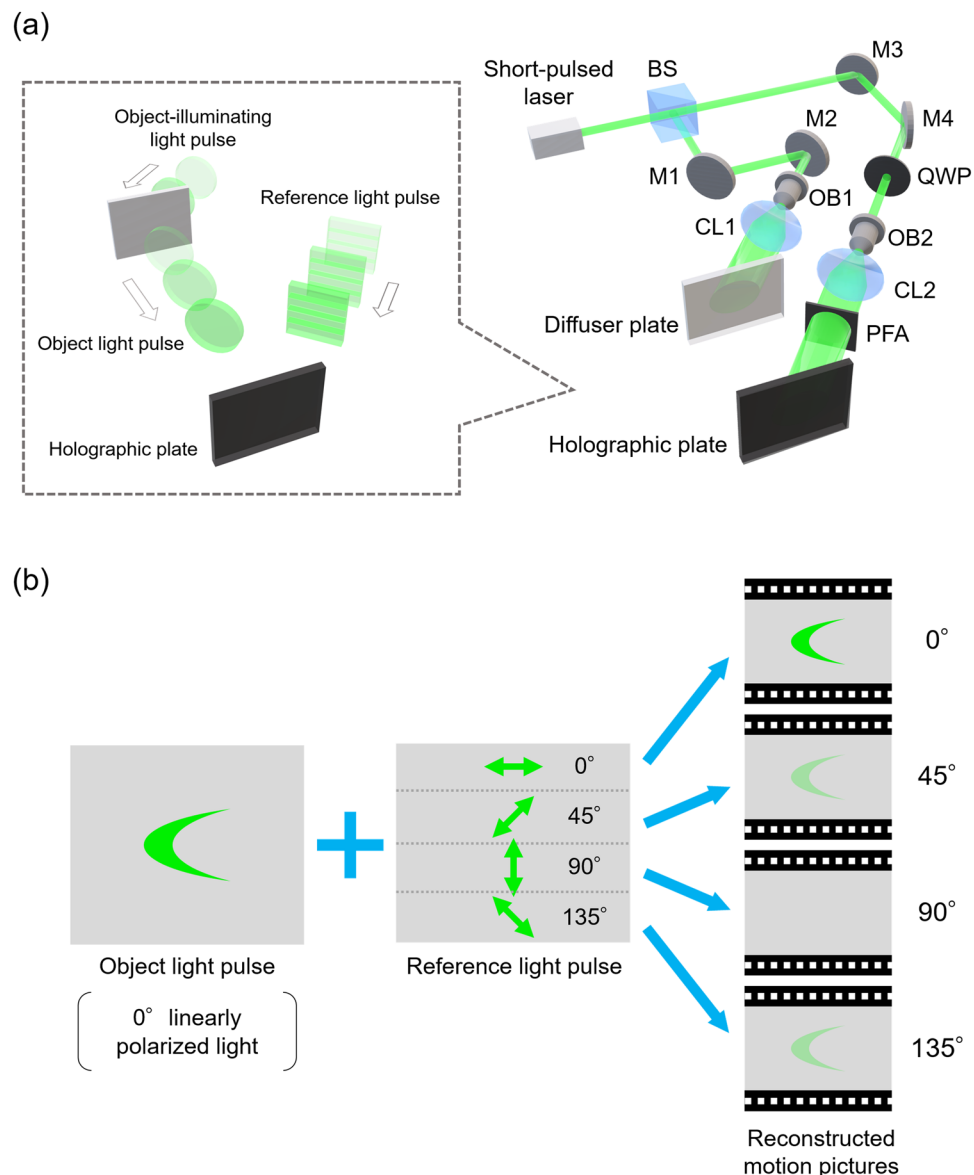 (a)
Short-pulsed
laser
BS
M3
M4
M2
M1
QWP
OB1
CL1
OB2
CL2
Diffuser plate
PFA
Holographic plate
Object-illuminating
light pulse
Reference light pulse
Object light pulse
Holographic plate
(b)
Object light pulse
0° linearly
polarized light
0°
45°
90°
135°
Reference light pulse
0°
45°
90°
135°
Reconstructed
motion pictures